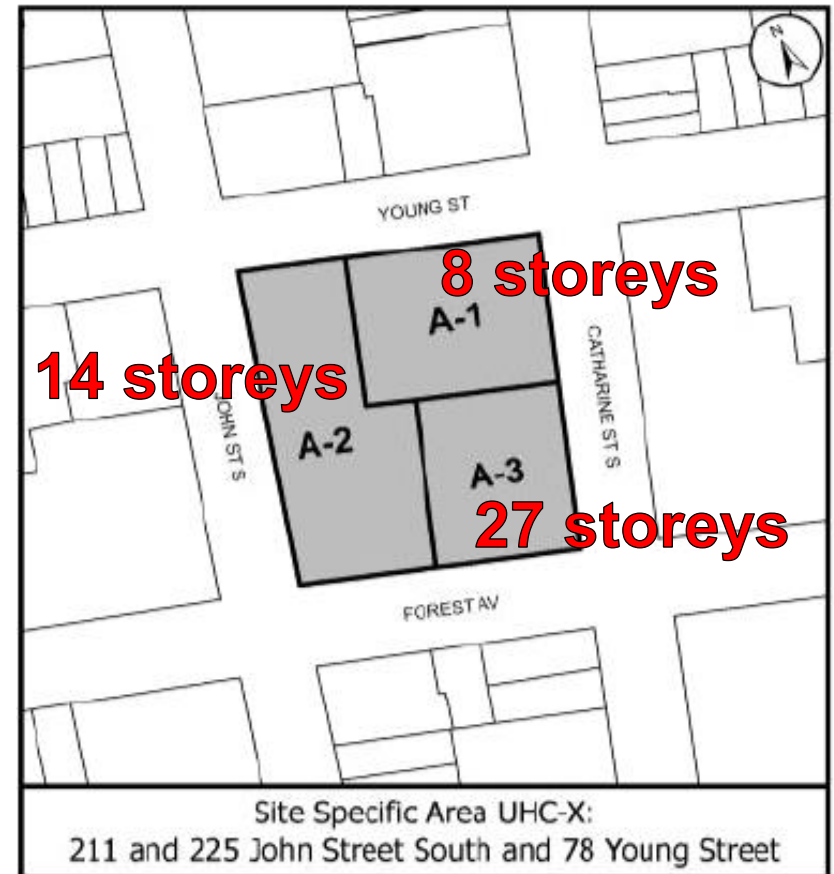 N
YOUNG ST
8 storeys
A-1
14 storeys
JOHN ST S
CATHARINE ST S
A-2
A-3
27 storeys
FOREST AV
Site Specific Area UHC-X:
211 and 225 John Street South and 78 Young Street